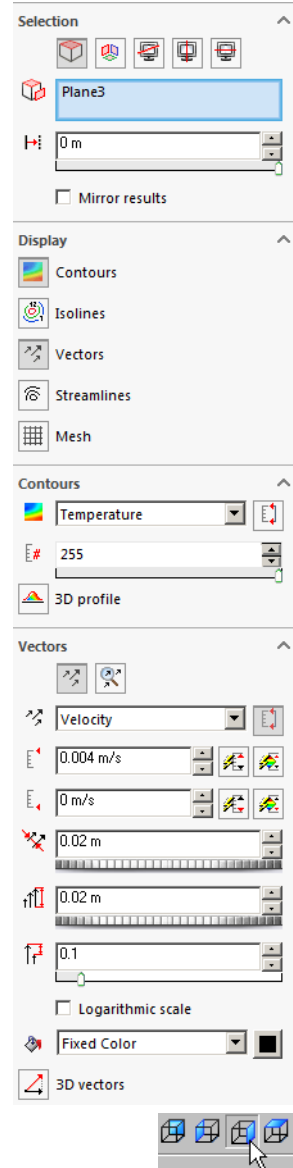 Selection
Plane3
0 m
Mirror results
Display
Contours
Isolines
Vectors
Streamlines
Mesh
Contours
Temperature
255
3D profile
Vectors
Velocity
0.004 m/s
0 m/s
0.02 m
0.02 m
0.1
Logarithmic scale
Fixed Color
3D vectors